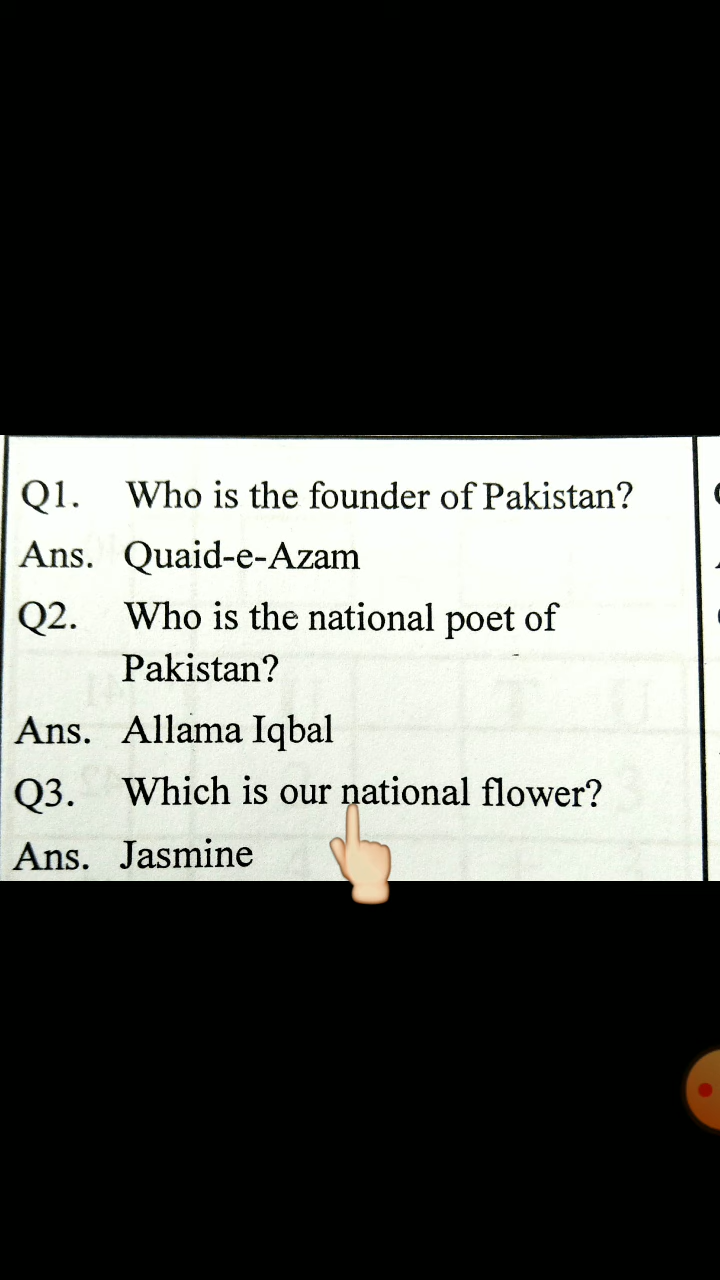 Q1. Who is the founder of Pakistan?
Ans. Quaid-e-Azam
Q2. Who is the national poet of
Pakistan?
Ans. Allama Iqbal
Q3. Which is our national flower?
Ans. Jasmine